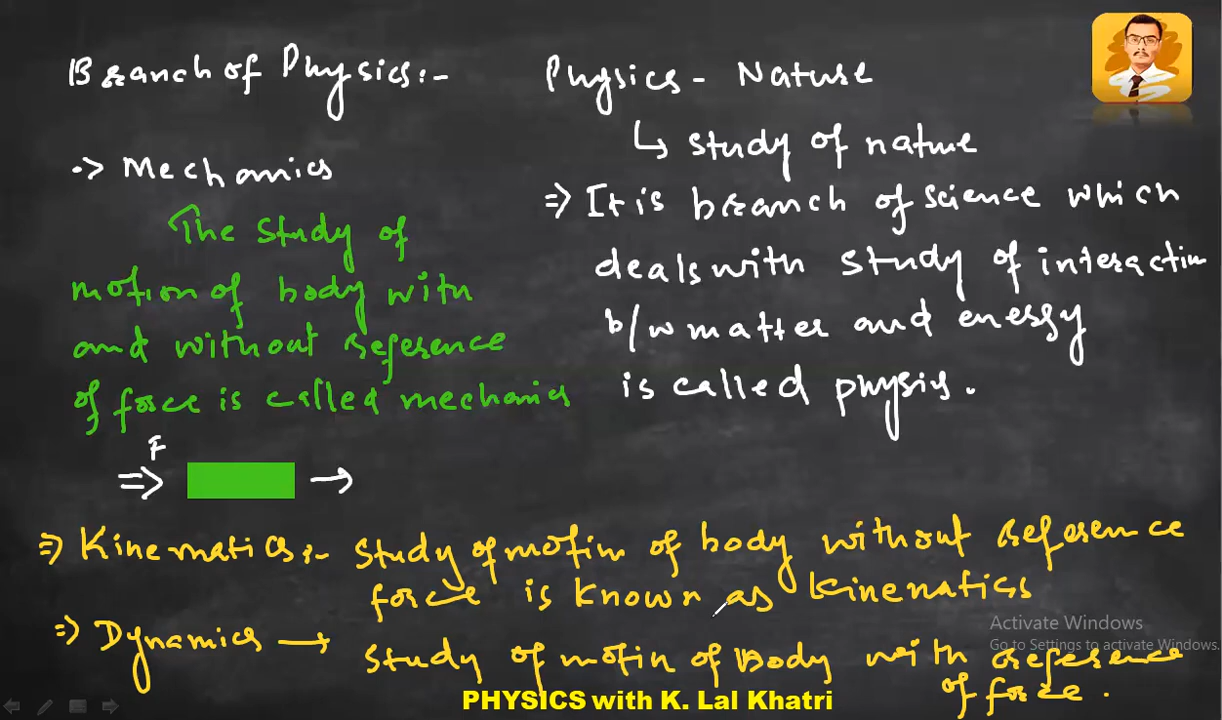 Branch of Physics:-
-> Mechanics
The study of
motion of body with
and without reference
of force is called mechanics
F
Physics - Nature
↳ study of nature
=> It is branch of science which
deals with study of interaction
b/w matter and energy
is called physis.
=> Kinematics:- study of motion of body without reference
force is known as kinematics
=> Dynamics → study of motion of Body with reference
of force.
Activate Windows
Go to Settings to activate Windows.
PHYSICS with K. Lal Khatri